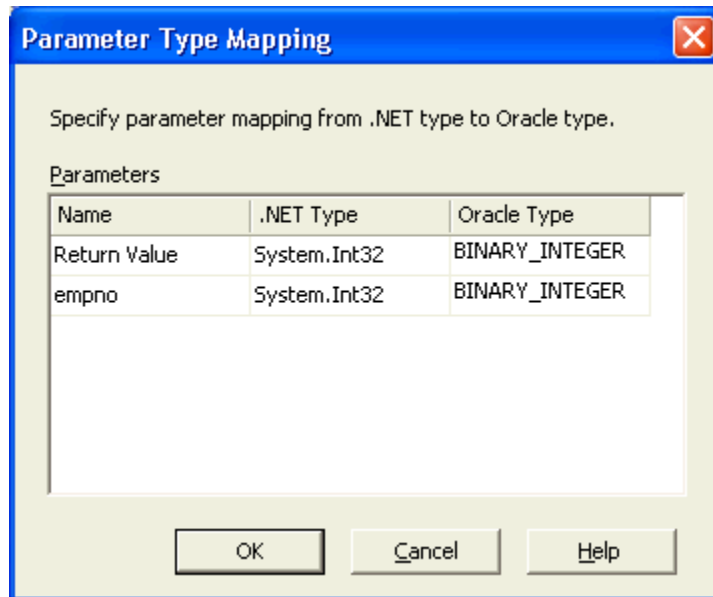 Parameter Type Mapping
Specify parameter mapping from .NET type to Oracle type.
Parameters
Name .NET Type Oracle Type
Return Value System.Int32 BINARY_INTEGER
empno System.Int32 BINARY_INTEGER
OK Cancel Help